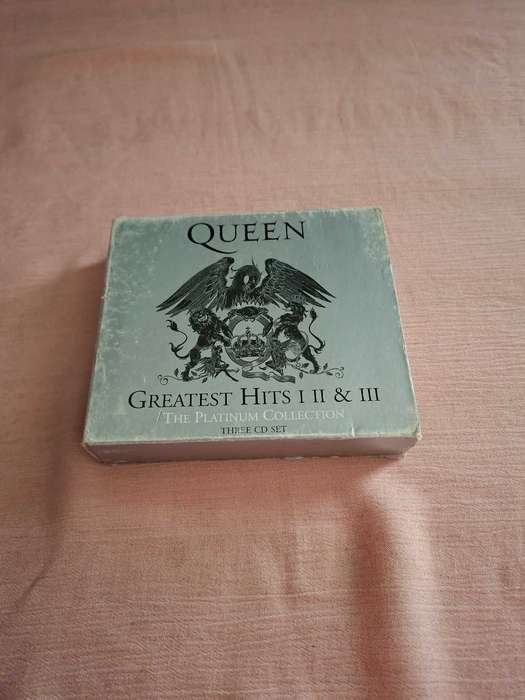 QUEEN
GREATEST HITS I II & III
/THE PLATINUM COLLECTION
THREE CD SET